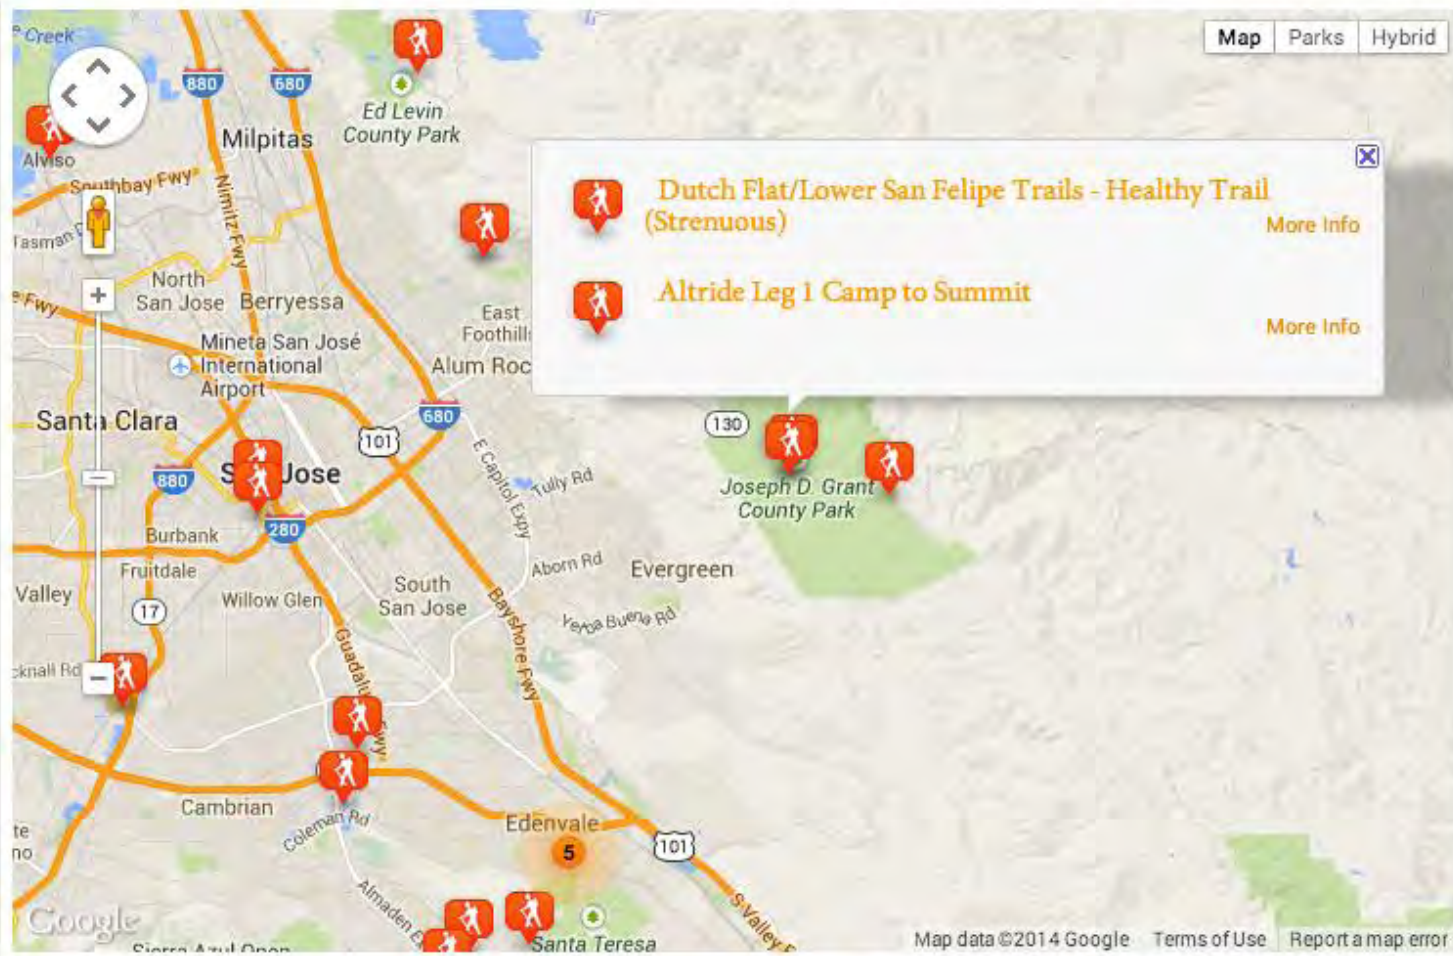 Creek
880
680
Map
Parks
Hybrid
Ed Levin
County Park
Milpitas
Alviso
Southbay Fwy
Nimitz Fwy
Dutch Flat/Lower San Felipe Trails - Healthy Trail
(Strenuous)
More Info
Altride Leg 1 Camp to Summit
More Info
North
San Jose
Berryessa
Fwy
East
Mineta San José
International
Airport
Alum Roc
Santa Clara
680
101
130
E Capitol Expy
Tully Rd
880
Jose
Joseph D. Grant
County Park
280
Burbank
Aborn Rd
Evergreen
Fruitdale
South
San Jose
Valley
17
Willow Glen
Yerba Buena Rd
Bayshore Fwy
Rd
Cambrian
Coleman Rd
Edenvale
5
101
Almaden
S Valley
Google
Santa Teresa
Map data ©2014 Google
Terms of Use
Report a map error